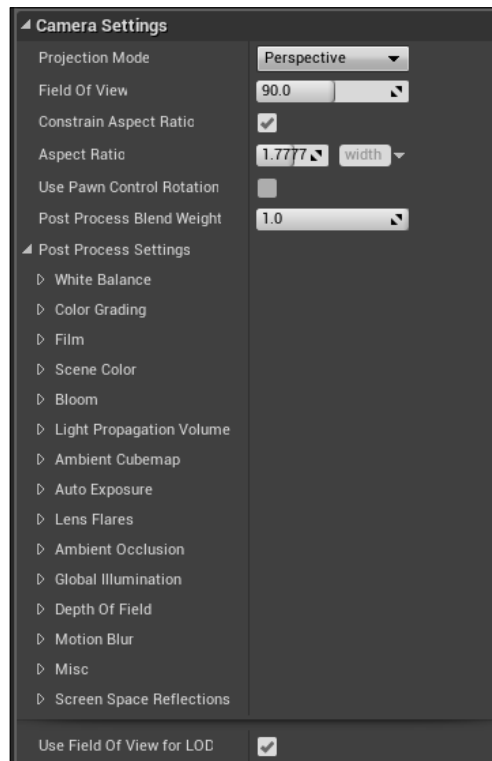 Camera Settings
Projection Mode Perspective
Field Of View 90.0
Constrain Aspect Ratio
Aspect Ratio 1.7777 width
Use Pawn Control Rotation
Post Process Blend Weight 1.0
Post Process Settings
White Balance
Color Grading
Film
Scene Color
Bloom
Light Propagation Volume
Ambient Cubemap
Auto Exposure
Lens Flares
Ambient Occlusion
Global Illumination
Depth Of Field
Motion Blur
Misc
Screen Space Reflections
Use Field Of View for LOD